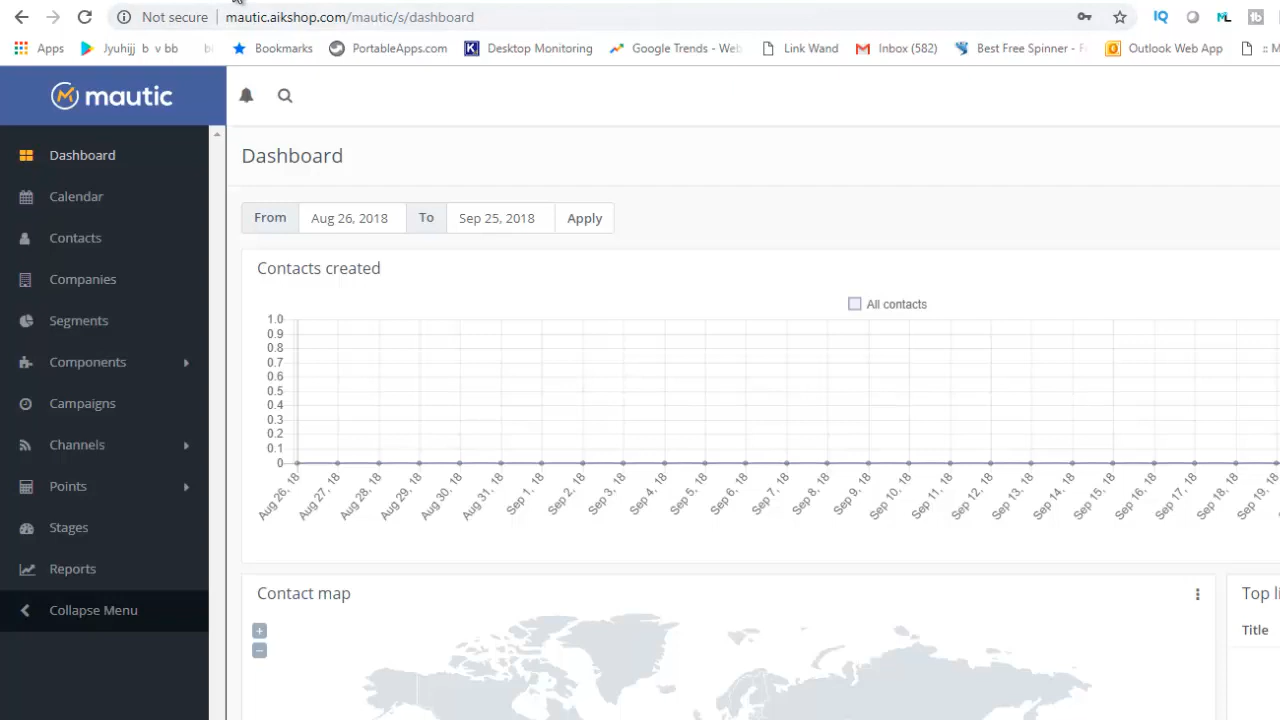 Not secure mautic.aikshop.com/mautic/s/dashboard IQ ML tb
Apps Jyuhijj b v bb bi Bookmarks PortableApps.com K Desktop Monitoring Google Trends - Web Link Wand Inbox (582) Best Free Spinner - F Outlook Web App :: M
mautic
Dashboard
Calendar
Contacts
Companies
Segments
Components
Campaigns
Channels
Points
Stages
Reports
Collapse Menu
Dashboard
From Aug 26, 2018 To Sep 25, 2018 Apply
Contacts created
All contacts
1.0
0.9
0.8
0.7
0.6
0.5
0.4
0.3
0.2
0.1
0
Aug 26, 18 Aug 27, 18 Aug 28, 18 Aug 29, 18 Aug 30, 18 Aug 31, 18 Sep 1, 18 Sep 2, 18 Sep 3, 18 Sep 4, 18 Sep 5, 18 Sep 6, 18 Sep 7, 18 Sep 8, 18 Sep 9, 18 Sep 10, 18 Sep 11, 18 Sep 12, 18 Sep 13, 18 Sep 14, 18 Sep 15, 18 Sep 16, 18 Sep 17, 18 Sep 18, 18 Sep 19, 18
Contact map
+
−
Top li
Title